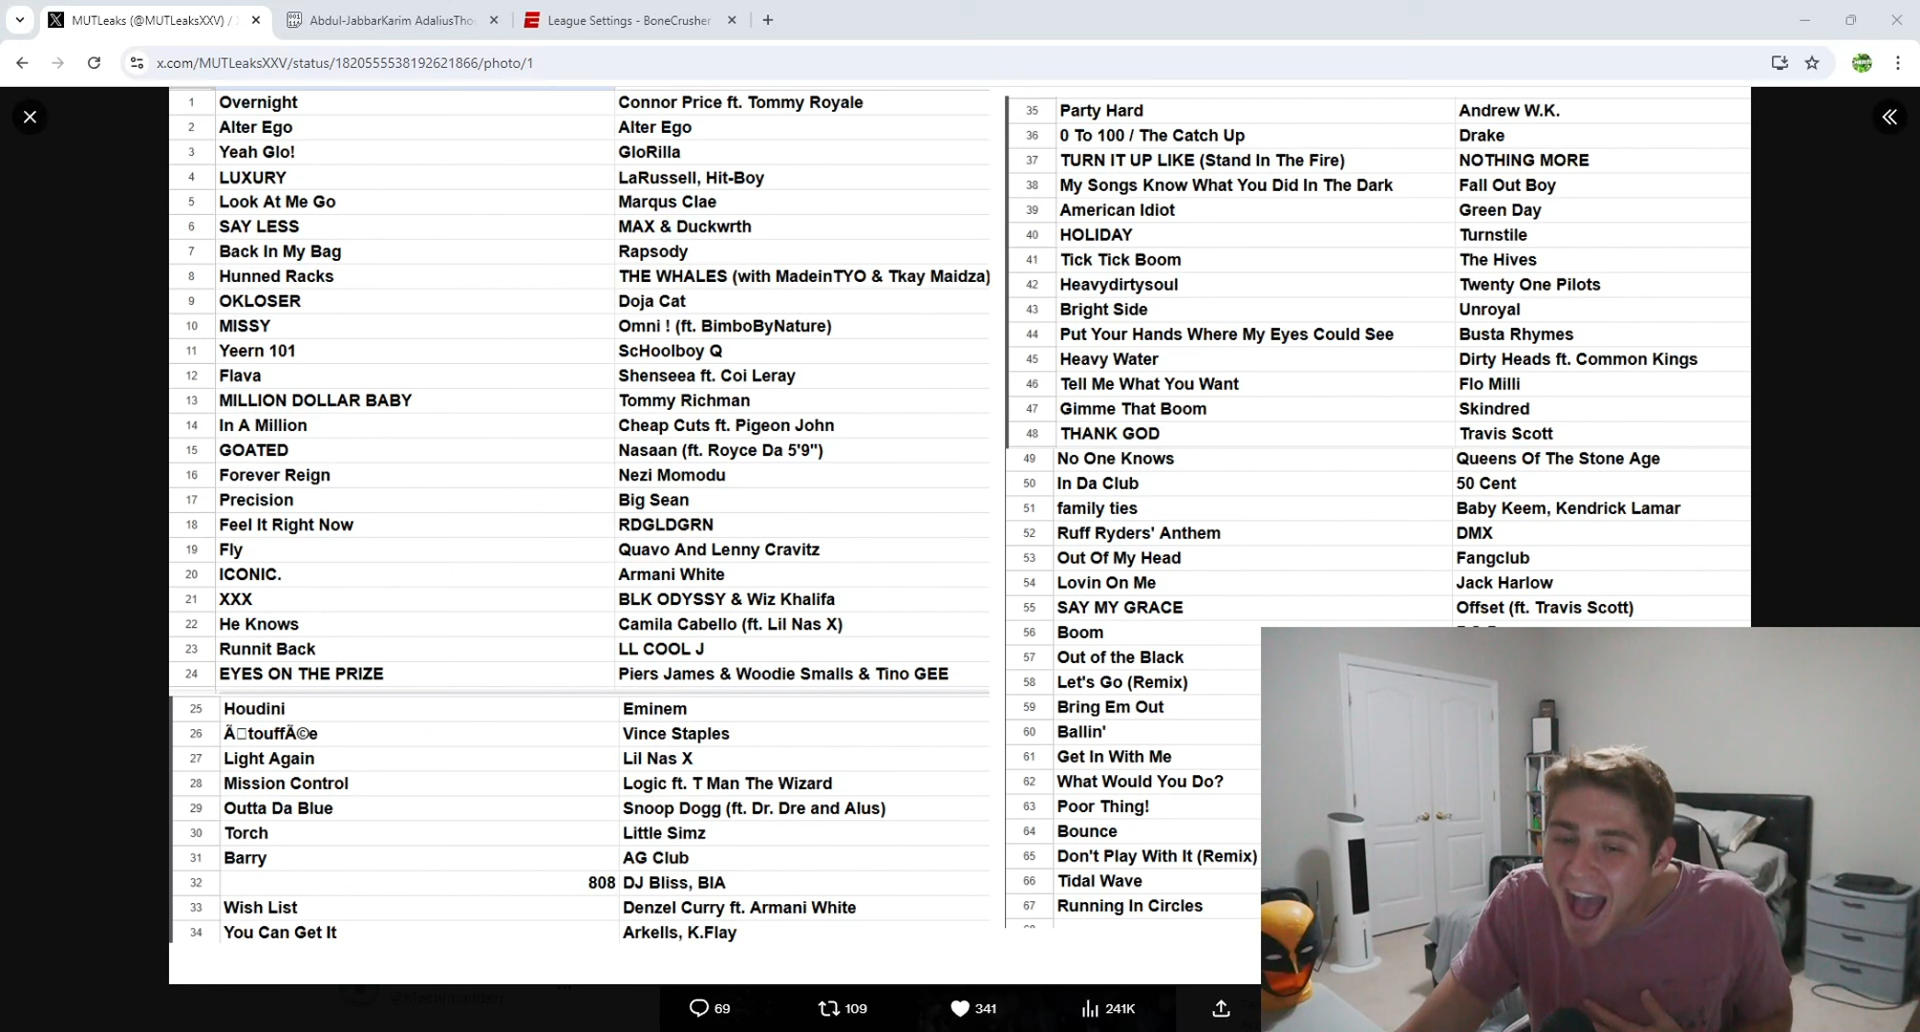 MUTLeaks (@MUTLeaksXXV) /
Abdul-JabbarKarim AdaliusTho
League Settings - BoneCrusher
x.com/MUTLeaksXXV/status/1820555538192621866/photo/1
1 Overnight Connor Price ft. Tommy Royale
2 Alter Ego Alter Ego
3 Yeah Glo! GloRilla
4 LUXURY LaRussell, Hit-Boy
5 Look At Me Go Marqus Clae
6 SAY LESS MAX & Duckwrth
7 Back In My Bag Rapsody
8 Hunned Racks THE WHALES (with MadeinTYO & Tkay Maidza)
9 OKLOSER Doja Cat
10 MISSY Omni ! (ft. BimboByNature)
11 Yeern 101 ScHoolboy Q
12 Flava Shenseea ft. Coi Leray
13 MILLION DOLLAR BABY Tommy Richman
14 In A Million Cheap Cuts ft. Pigeon John
15 GOATED Nasaan (ft. Royce Da 5'9")
16 Forever Reign Nezi Momodu
17 Precision Big Sean
18 Feel It Right Now RDGLDGRN
19 Fly Quavo And Lenny Cravitz
20 ICONIC. Armani White
21 XXX BLK ODYSSY & Wiz Khalifa
22 He Knows Camila Cabello (ft. Lil Nas X)
23 Runnit Back LL COOL J
24 EYES ON THE PRIZE Piers James & Woodie Smalls & Tino GEE
25 Houdini Eminem
26 Ã□touffÃ©e Vince Staples
27 Light Again Lil Nas X
28 Mission Control Logic ft. T Man The Wizard
29 Outta Da Blue Snoop Dogg (ft. Dr. Dre and Alus)
30 Torch Little Simz
31 Barry AG Club
32 808 DJ Bliss, BIA
33 Wish List Denzel Curry ft. Armani White
34 You Can Get It Arkells, K.Flay
35 Party Hard Andrew W.K.
36 0 To 100 / The Catch Up Drake
37 TURN IT UP LIKE (Stand In The Fire) NOTHING MORE
38 My Songs Know What You Did In The Dark Fall Out Boy
39 American Idiot Green Day
40 HOLIDAY Turnstile
41 Tick Tick Boom The Hives
42 Heavydirtysoul Twenty One Pilots
43 Bright Side Unroyal
44 Put Your Hands Where My Eyes Could See Busta Rhymes
45 Heavy Water Dirty Heads ft. Common Kings
46 Tell Me What You Want Flo Milli
47 Gimme That Boom Skindred
48 THANK GOD Travis Scott
49 No One Knows Queens Of The Stone Age
50 In Da Club 50 Cent
51 family ties Baby Keem, Kendrick Lamar
52 Ruff Ryders' Anthem DMX
53 Out Of My Head Fangclub
54 Lovin On Me Jack Harlow
55 SAY MY GRACE Offset (ft. Travis Scott)
56 Boom
57 Out of the Black
58 Let's Go (Remix)
59 Bring Em Out
60 Ballin'
61 Get In With Me
62 What Would You Do?
63 Poor Thing!
64 Bounce
65 Don't Play With It (Remix)
66 Tidal Wave
67 Running In Circles
69 109 341 241K